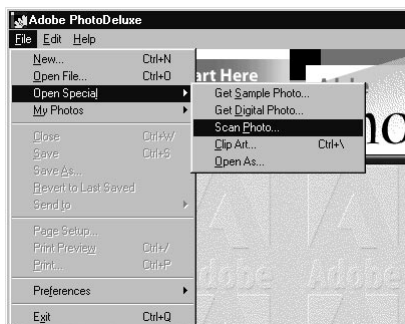 Adobe PhotoDeluxe
File Edit Help
New... Ctrl+N
Open File... Ctrl+O
Open Special
My Photos
Close Ctrl+W
Save Ctrl+S
Save As...
Revert to Last Saved
Send to
Page Setup...
Print Preview Ctrl+/
Print... Ctrl+P
Preferences
Exit Ctrl+Q
art Here
Get Sample Photo...
Get Digital Photo...
Scan Photo...
Clip Art... Ctrl+\
Open As...
Adobe Adobe